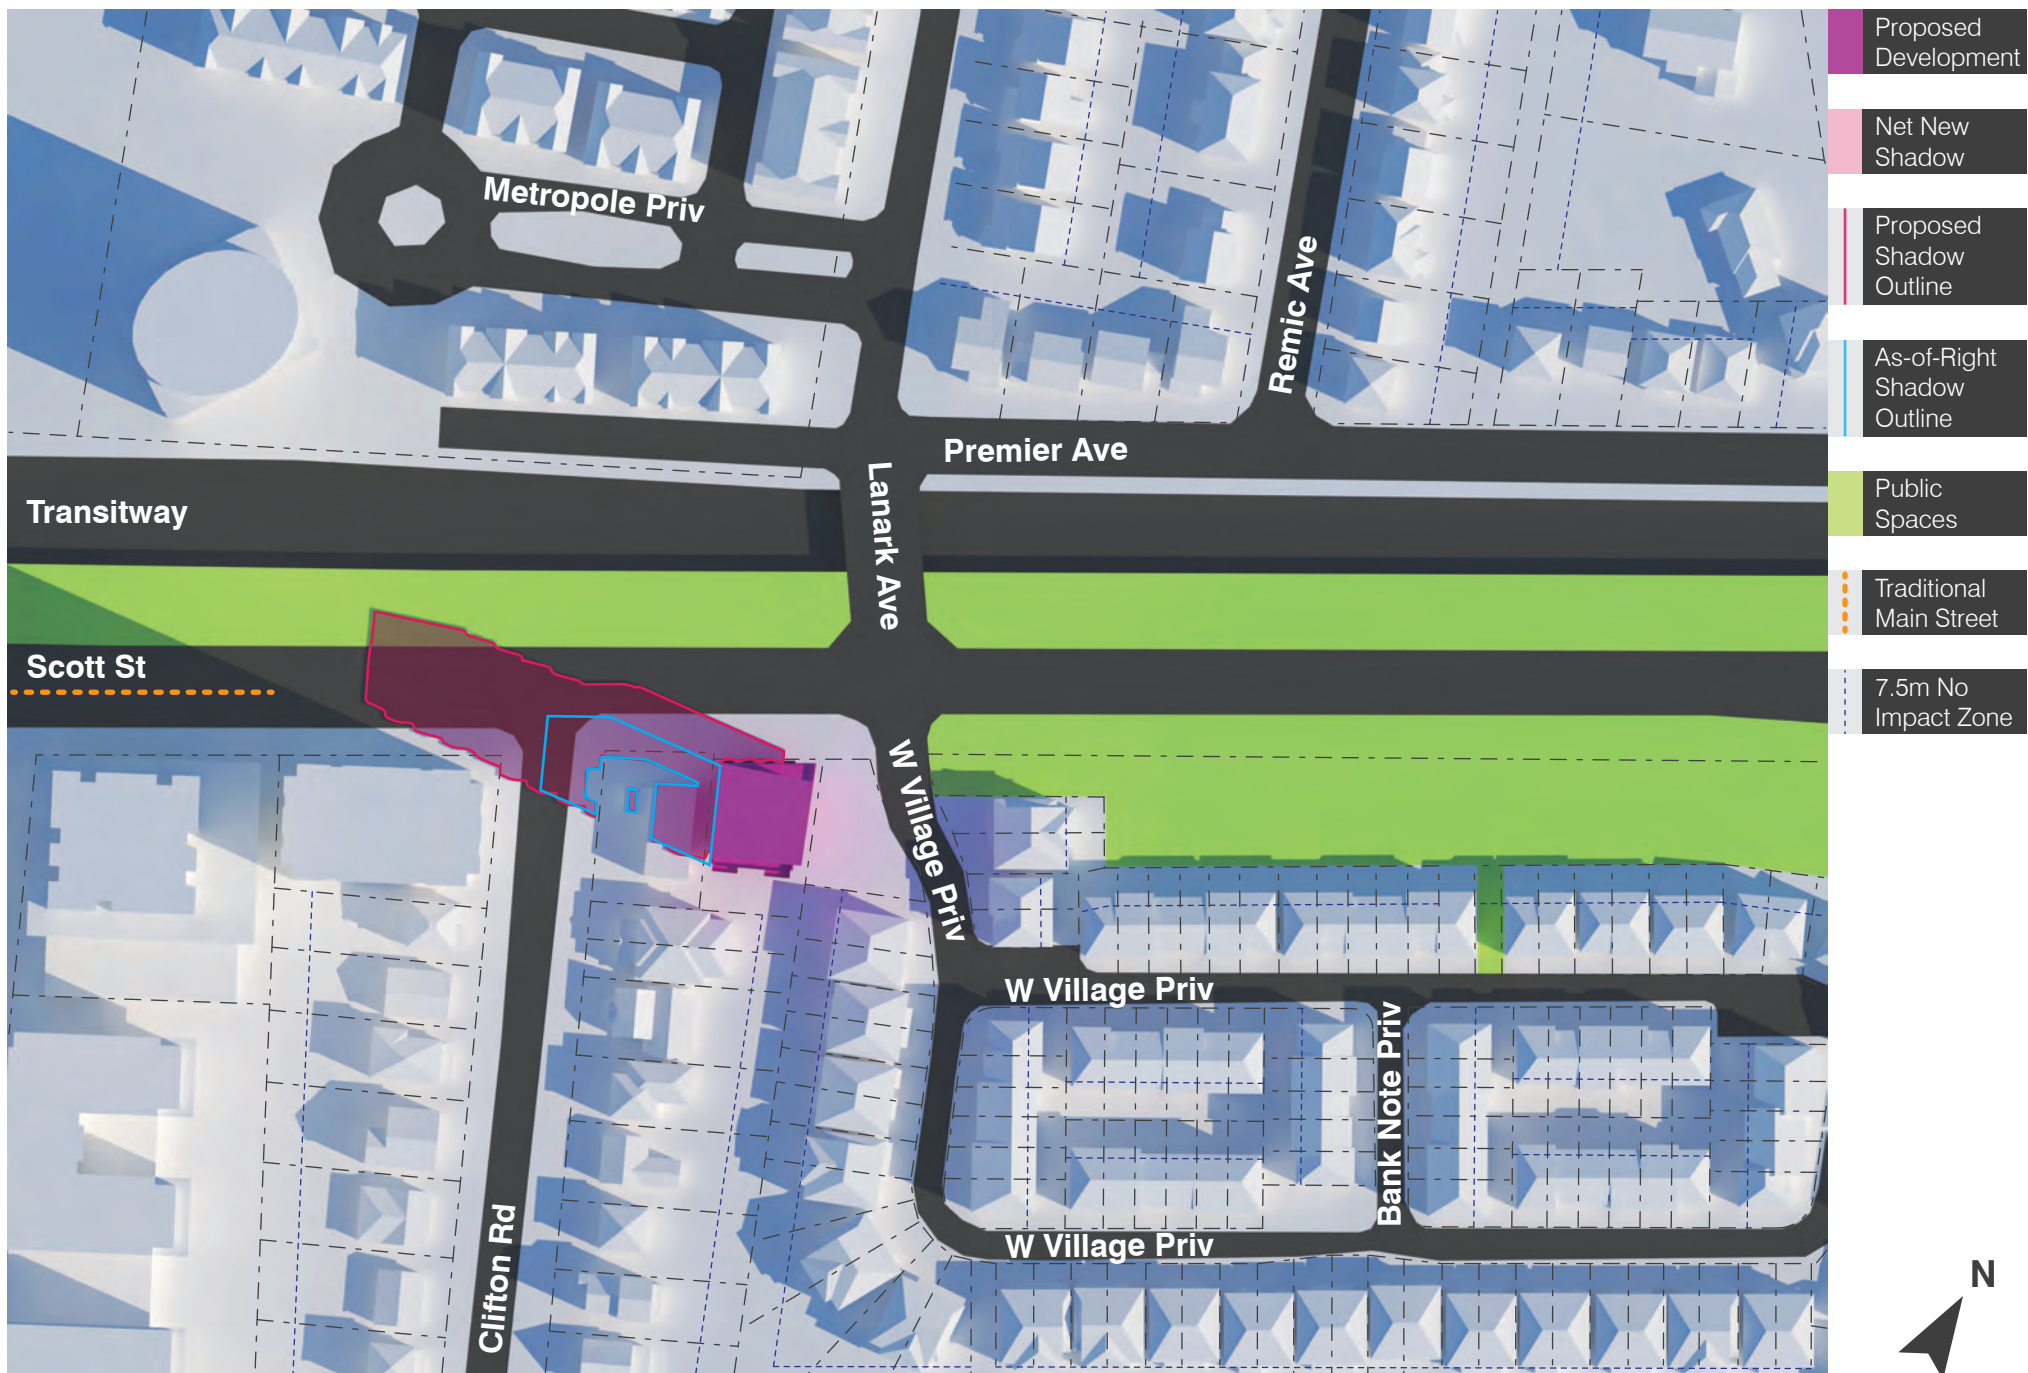 Metropole Priv
Remic Ave
Premier Ave
Lanark Ave
Transitway
Scott St
W Village Priv
W Village Priv
Bank Note Priv
W Village Priv
Clifton Rd
Proposed
Development
Net New
Shadow
Proposed
Shadow
Outline
As-of-Right
Shadow
Outline
Public
Spaces
Traditional
Main Street
7.5m No
Impact Zone
N